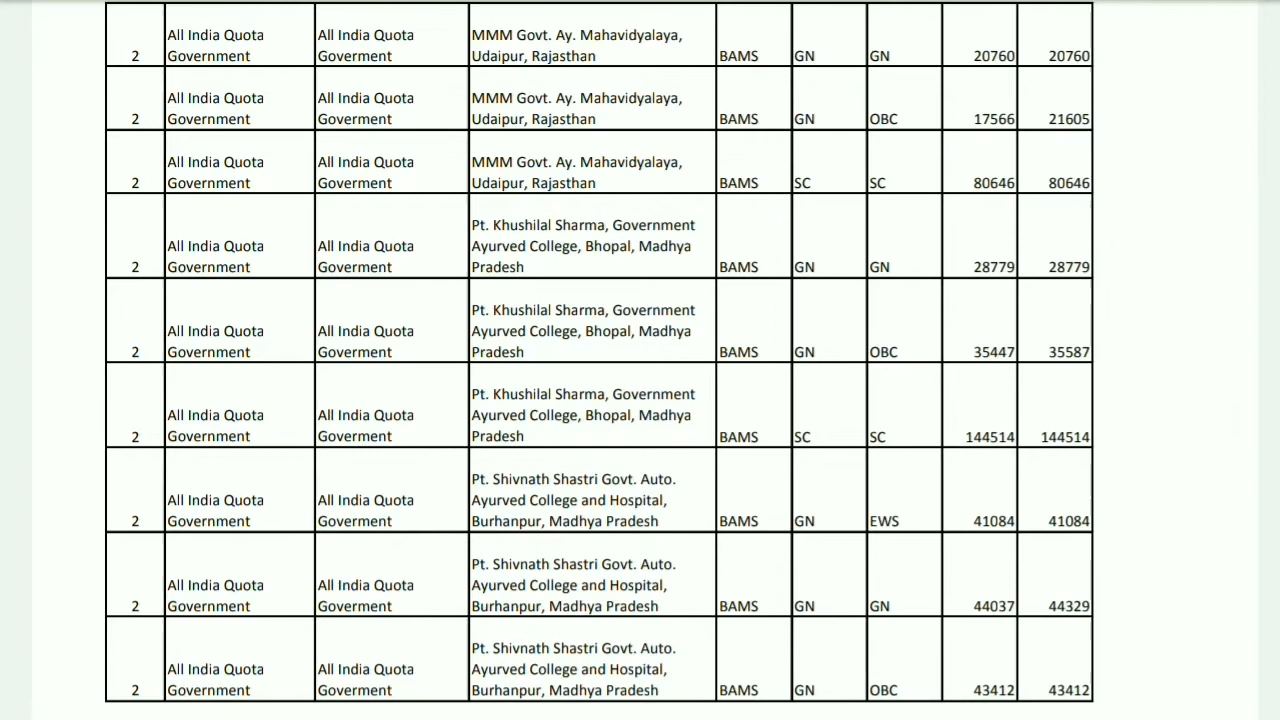 All India Quota All India Quota MMM Govt. Ay. Mahavidyalaya,
2 Government Goverment Udaipur, Rajasthan BAMS GN GN 20760 20760
All India Quota All India Quota MMM Govt. Ay. Mahavidyalaya,
2 Government Goverment Udaipur, Rajasthan BAMS GN OBC 17566 21605
All India Quota All India Quota MMM Govt. Ay. Mahavidyalaya,
2 Government Goverment Udaipur, Rajasthan BAMS SC SC 80646 80646
Pt. Khushilal Sharma, Government
All India Quota All India Quota Ayurved College, Bhopal, Madhya
2 Government Goverment Pradesh BAMS GN GN 28779 28779
Pt. Khushilal Sharma, Government
All India Quota All India Quota Ayurved College, Bhopal, Madhya
2 Government Goverment Pradesh BAMS GN OBC 35447 35587
Pt. Khushilal Sharma, Government
All India Quota All India Quota Ayurved College, Bhopal, Madhya
2 Government Goverment Pradesh BAMS SC SC 144514 144514
Pt. Shivnath Shastri Govt. Auto.
All India Quota All India Quota Ayurved College and Hospital,
2 Government Goverment Burhanpur, Madhya Pradesh BAMS GN EWS 41084 41084
Pt. Shivnath Shastri Govt. Auto.
All India Quota All India Quota Ayurved College and Hospital,
2 Government Goverment Burhanpur, Madhya Pradesh BAMS GN GN 44037 44329
Pt. Shivnath Shastri Govt. Auto.
All India Quota All India Quota Ayurved College and Hospital,
2 Government Goverment Burhanpur, Madhya Pradesh BAMS GN OBC 43412 43412